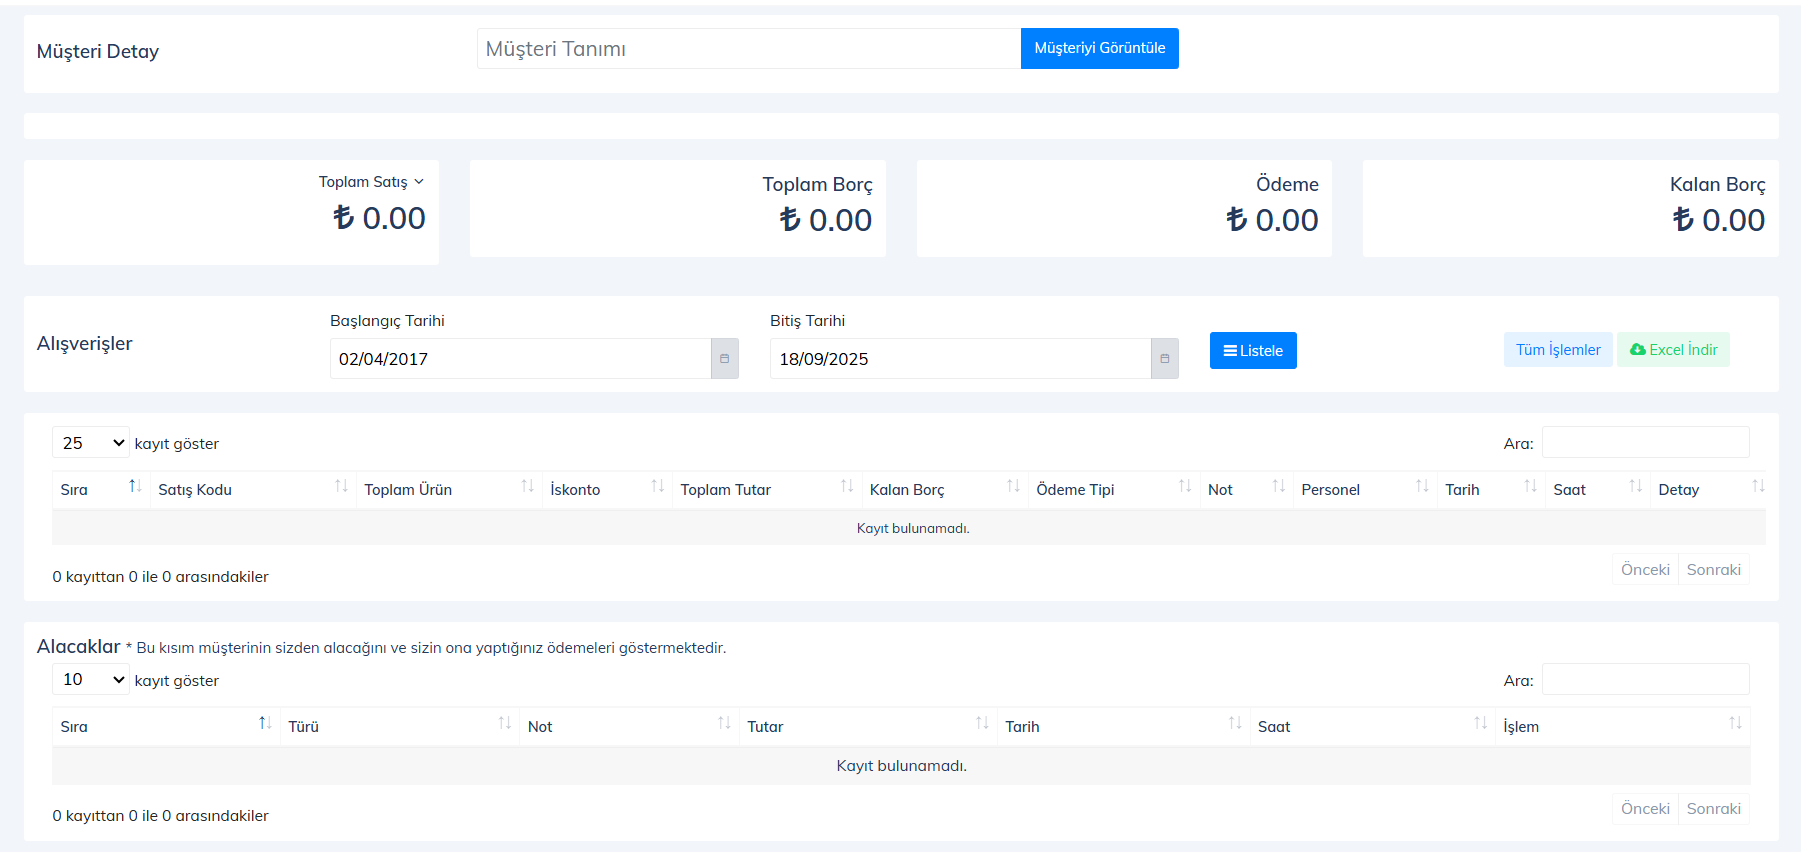 Müşteri Detay
Müşteri Tanımı
Müşteriyi Görüntüle
Toplam Satış
₺ 0.00
Toplam Borç
₺ 0.00
Ödeme
₺ 0.00
Kalan Borç
₺ 0.00
Alışverişler
Başlangıç Tarihi
02/04/2017
Bitiş Tarihi
18/09/2025
Listele
Tüm İşlemler
Excel İndir
25 kayıt göster
Ara:
Sıra Satış Kodu Toplam Ürün İskonto Toplam Tutar Kalan Borç Ödeme Tipi Not Personel Tarih Saat Detay
Kayıt bulunamadı.
0 kayıttan 0 ile 0 arasındakiler
Önceki Sonraki
Alacaklar * Bu kısım müşterinin sizden alacağını ve sizin ona yaptığınız ödemeleri göstermektedir.
10 kayıt göster
Ara:
Sıra Türü Not Tutar Tarih Saat İşlem
Kayıt bulunamadı.
0 kayıttan 0 ile 0 arasındakiler
Önceki Sonraki